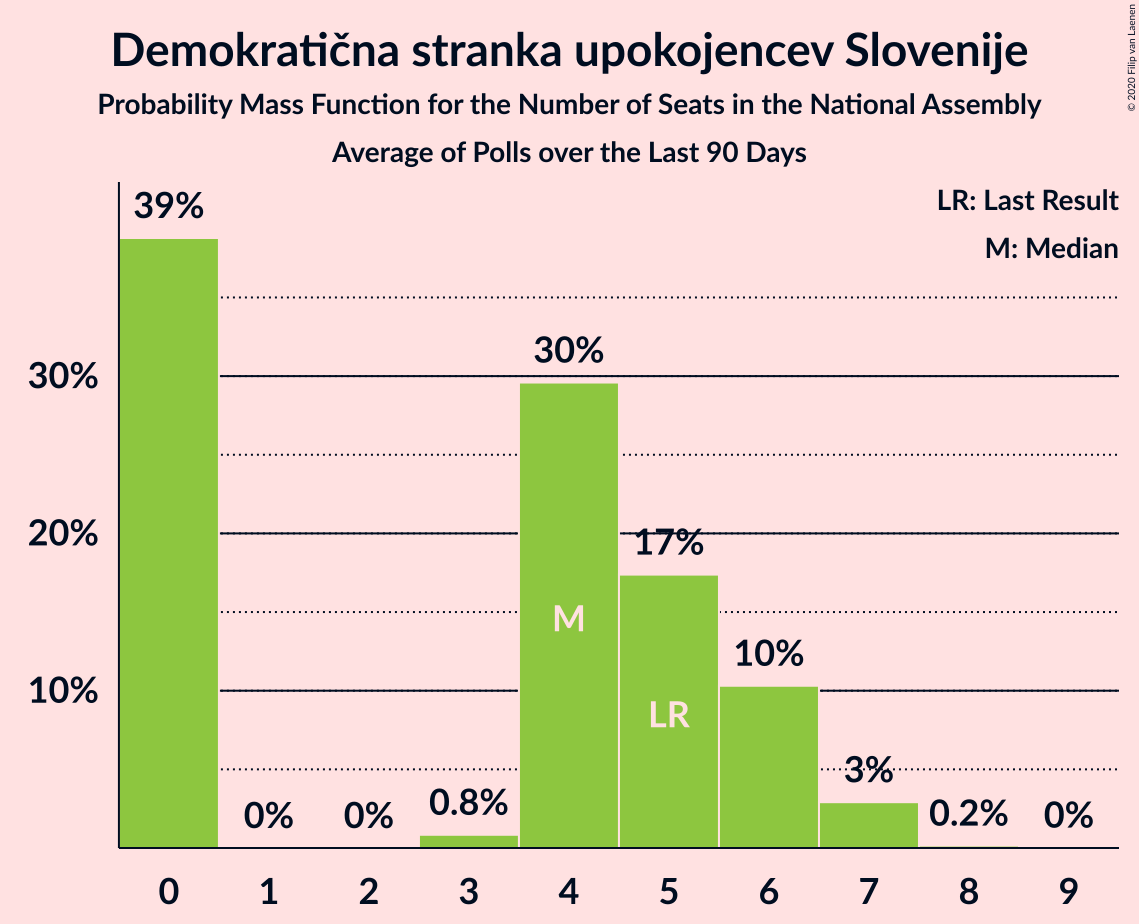 Demokratična stranka upokojencev Slovenije
Probability Mass Function for the Number of Seats in the National Assembly
Average of Polls over the Last 90 Days
© 2020 Filip van Laenen
LR: Last Result
M: Median
39%
30%
30%
20%
17%
M
10%
10%
LR
3%
0%
0%
0.8%
0.2%
0%
0 1 2 3 4 5 6 7 8 9